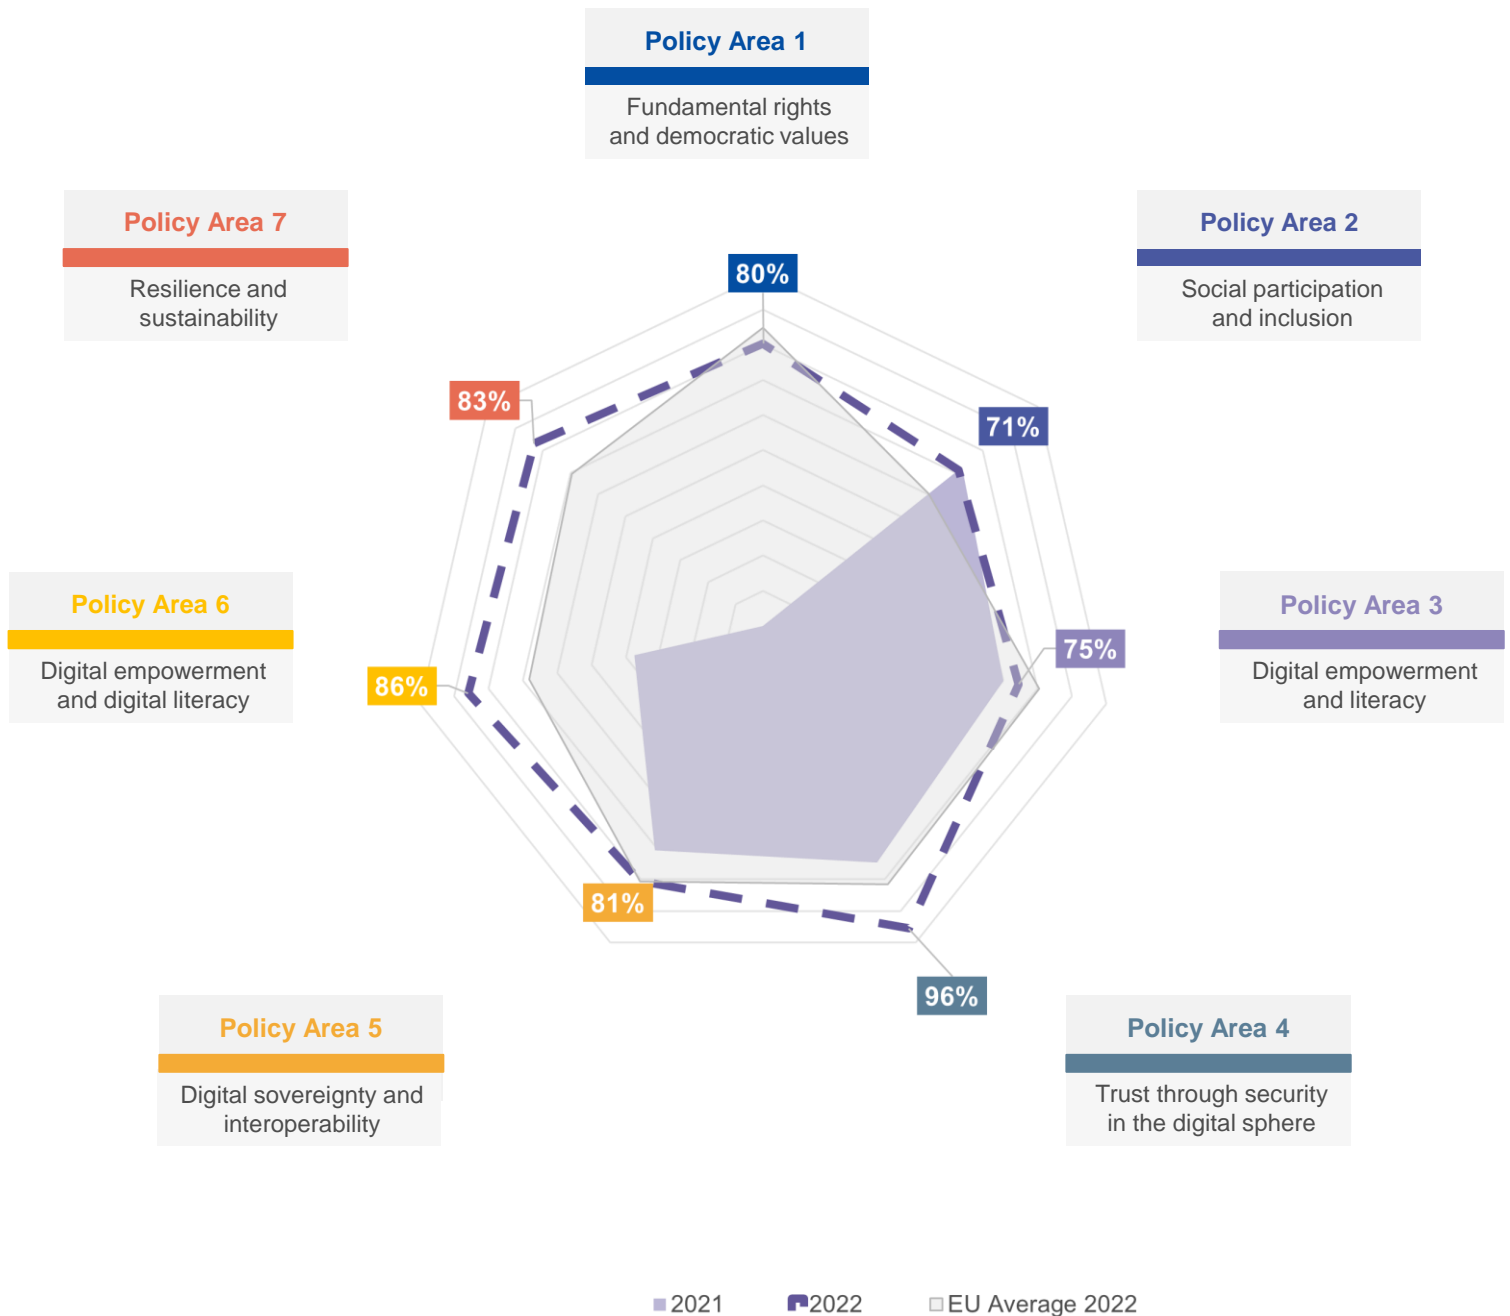 Policy Area 1
Fundamental rights
and democratic values
Policy Area 7
Resilience and
sustainability
Policy Area 2
Social participation
and inclusion
80%
83%
71%
Policy Area 6
Digital empowerment
and digital literacy
86%
75%
Policy Area 3
Digital empowerment
and literacy
81%
96%
Policy Area 5
Digital sovereignty and
interoperability
Policy Area 4
Trust through security
in the digital sphere
2021
2022
EU Average 2022